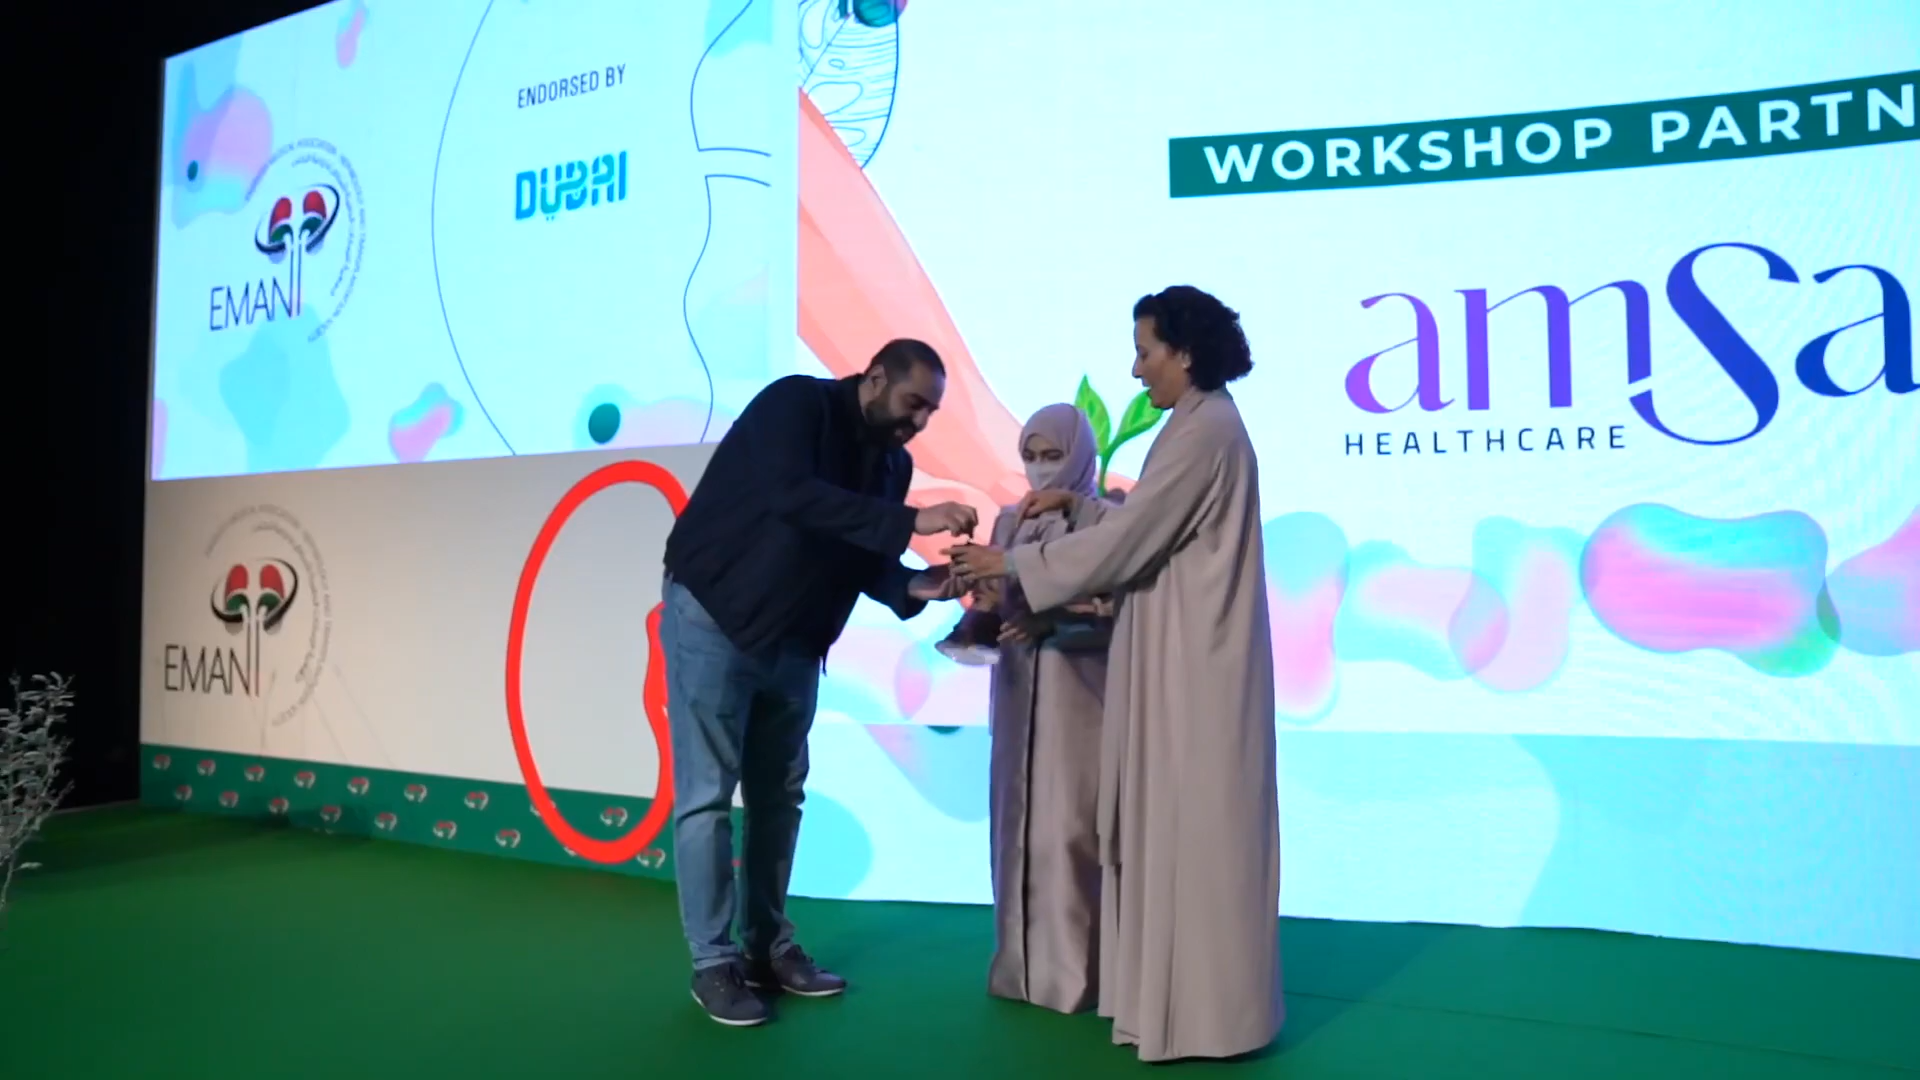 ENDORSED BY
DUBAI
EMAN
WORKSHOP PARTN
amsa
HEALTHCARE
EMAN